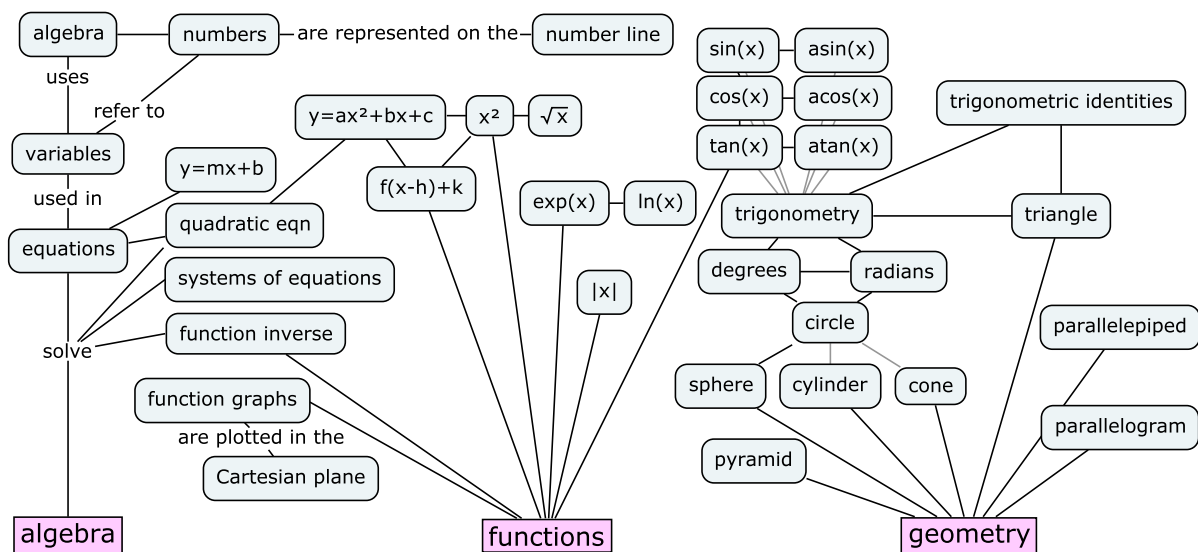 algebra
numbers
are represented on the
number line
sin(x)
asin(x)
uses
refer to
cos(x)
acos(x)
trigonometric identities
y=ax²+bx+c
x²
√x
variables
y=mx+b
tan(x)
atan(x)
used in
f(x-h)+k
exp(x)
ln(x)
trigonometry
triangle
equations
quadratic eqn
systems of equations
degrees
radians
|x|
function inverse
solve
circle
parallelepiped
function graphs
are plotted in the
Cartesian plane
sphere
cylinder
cone
parallelogram
pyramid
algebra
functions
geometry